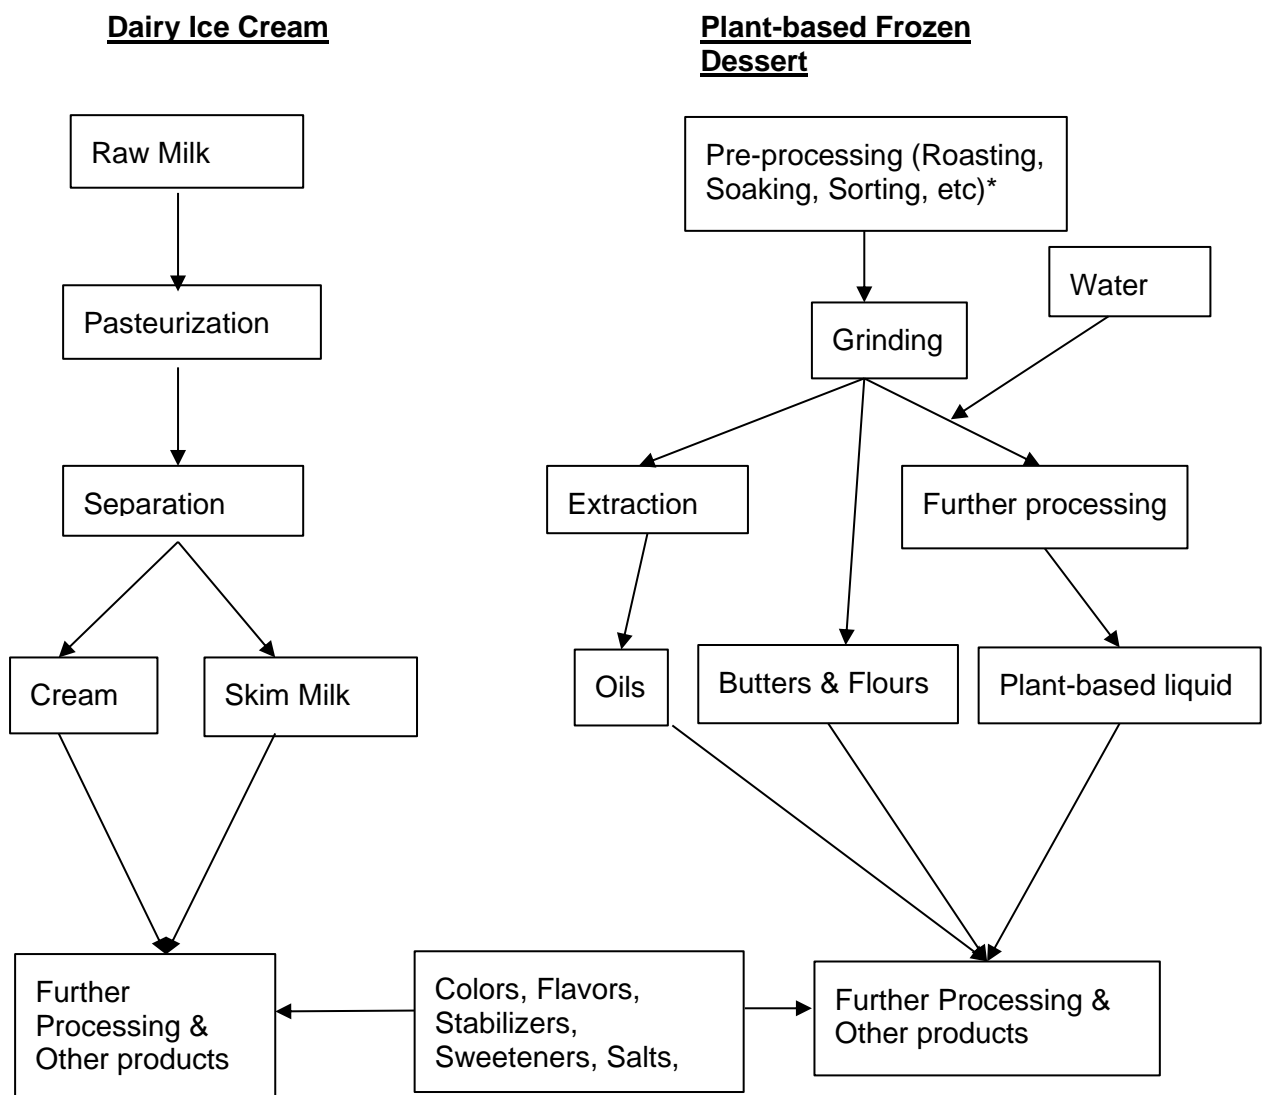 Dairy Ice Cream
Plant-based Frozen
Dessert
Raw Milk
Pre-processing (Roasting,
Soaking, Sorting, etc)*
Water
Pasteurization
Grinding
Separation
Extraction
Further processing
Cream
Skim Milk
Oils
Butters & Flours
Plant-based liquid
Further
Processing &
Other products
Colors, Flavors,
Stabilizers,
Sweeteners, Salts,
Further Processing &
Other products